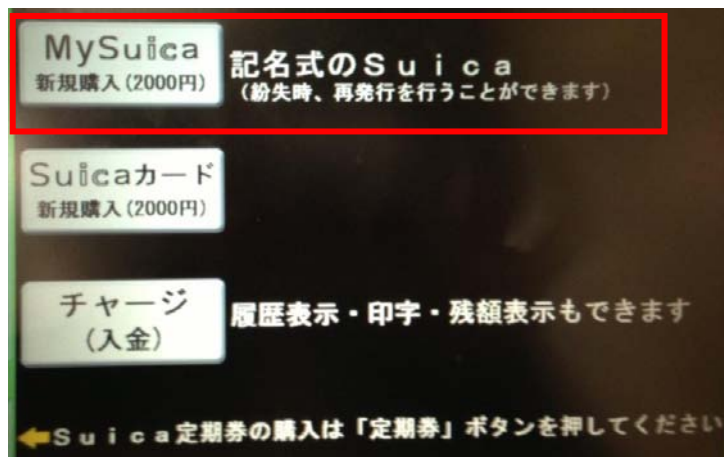 MySuica
新規購入(2000円)
記名式のSuica
(紛失時、再発行を行うことができます)
Suicaカード
新規購入(2000円)
チャージ
(入金)
履歴表示・印字・残額表示もできます
Suica定期券の購入は「定期券」ボタンを押してください